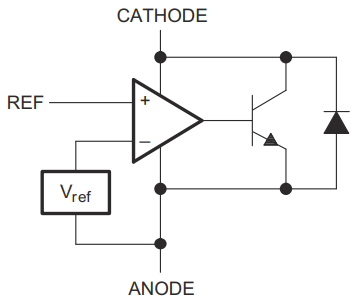 CATHODE
REF
+
–
Vref
ANODE